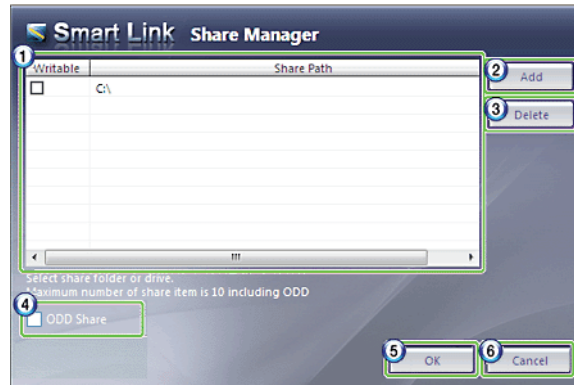 Smart Link Share Manager
1
Writable Share Path
2 Add
C:\
3 Delete
Select share folder or drive.
Maximum number of share item is 10 including ODD
4
ODD Share
5 OK
6 Cancel